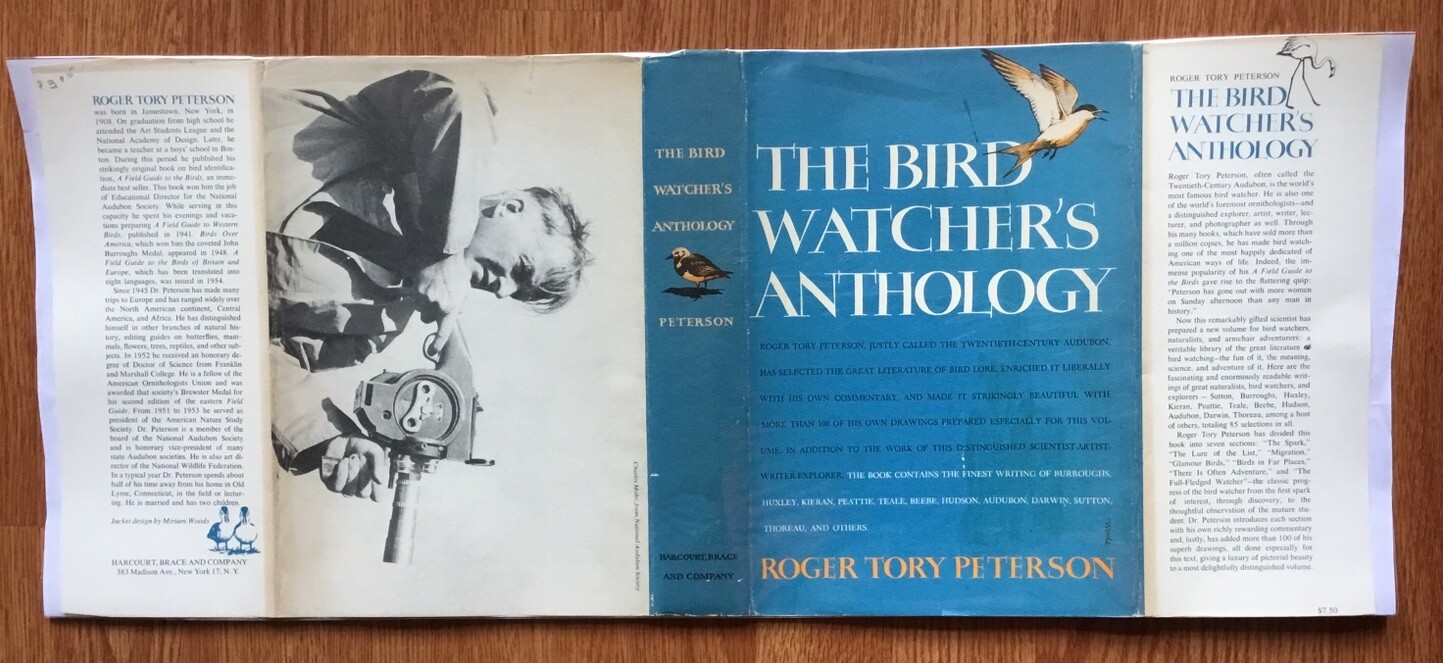 ROGER TORY PETERSON
was born in Jamestown, New York, in
1908. On graduation from high school he
attended the Art Students League and the
National Academy of Design. Later, he
became a teacher at a boys' school in Bos-
ton. During this period he published his
strikingly original book on bird identifica-
tion, A Field Guide to the Birds, an imme-
diate best seller. This book won him the job
of Educational Director for the National
Audubon Society. While serving in this
capacity he spent his evenings and vaca-
tions preparing A Field Guide to Western
Birds, published in 1941. Birds Over
America, which won him the coveted John
Burroughs Medal, appeared in 1948. A
Field Guide to the Birds of Britain and
Europe, which has been translated into
eight languages, was issued in 1954.
Since 1945 Dr. Peterson has made many
trips to Europe and has ranged widely over
the North American continent, Central
America, and Africa. He has distinguished
himself in other branches of natural his-
tory, editing guides on butterflies, mam-
mals, flowers, trees, reptiles, and other sub-
jects. In 1952 he received an honorary de-
gree of Doctor of Science from Franklin
and Marshall College. He is a fellow of the
American Ornithologists Union and was
awarded that society's Brewster Medal for
his second edition of the eastern Field
Guide. From 1951 to 1953 he served as
president of the American Nature Study
Society. Dr. Peterson is a member of the
board of the National Audubon Society
and is honorary vice-president of many
state Audubon societies. He is also art di-
rector of the National Wildlife Federation.
In a typical year Dr. Peterson spends about
half of his time away from his home in Old
Lyme, Connecticut, in the field or lectur-
ing. He is married and has two children.
Jacket design by Miriam Woods
HARCOURT, BRACE AND COMPANY
383 Madison Ave., New York 17, N. Y.
Charles Mohr, from National Audubon Society
THE BIRD
WATCHER'S
ANTHOLOGY
PETERSON
HARCOURT, BRACE
AND COMPANY
THE BIRD
WATCHER'S
ANTHOLOGY
ROGER TORY PETERSON, JUSTLY CALLED THE TWENTIETH-CENTURY AUDUBON,
HAS SELECTED THE GREAT LITERATURE OF BIRD LORE, ENRICHED IT LIBERALLY
WITH HIS OWN COMMENTARY, AND MADE IT STRIKINGLY BEAUTIFUL WITH
MORE THAN 100 OF HIS OWN DRAWINGS PREPARED ESPECIALLY FOR THIS VOL-
UME. IN ADDITION TO THE WORK OF THIS DISTINGUISHED SCIENTIST-ARTIST-
WRITER-EXPLORER, THE BOOK CONTAINS THE FINEST WRITING OF BURROUGHS,
HUXLEY, KIERAN, PEATTIE, TEALE, BEEBE, HUDSON, AUDUBON, DARWIN, SUTTON,
THOREAU, AND OTHERS.
ROGER TORY PETERSON
ROGER TORY PETERSON
THE BIRD
WATCHER'S
ANTHOLOGY
Roger Tory Peterson, often called the
Twentieth-Century Audubon, is the world's
most famous bird watcher. He is also one
of the world's foremost ornithologists—and
a distinguished explorer, artist, writer, lec-
turer, and photographer as well. Through
his many books, which have sold more than
a million copies, he has made bird watch-
ing one of the most happily dedicated of
American ways of life. Indeed, the im-
mense popularity of his A Field Guide to
the Birds gave rise to the flattering quip:
"Peterson has gone out with more women
on Sunday afternoon than any man in
history."
Now this remarkably gifted scientist has
prepared a new volume for bird watchers,
naturalists, and armchair adventurers: a
veritable library of the great literature of
bird watching—the fun of it, the meaning,
science, and adventure of it. Here are the
fascinating and enormously readable writ-
ings of great naturalists, bird watchers, and
explorers – Sutton, Burroughs, Huxley,
Kieran, Peattie, Teale, Beebe, Hudson,
Audubon, Darwin, Thoreau, among a host
of others, totaling 85 selections in all.
Roger Tory Peterson has divided this
book into seven sections: "The Spark,"
"The Lure of the List," "Migration,"
"Glamour Birds," "Birds in Far Places,"
"There Is Often Adventure," and "The
Full-Fledged Watcher"—the classic prog-
ress of the bird watcher from the first spark
of interest, through discovery, to the
thoughtful observation of the mature stu-
dent. Dr. Peterson introduces each section
with his own richly rewarding commentary
and, lastly, has added more than 100 of his
superb drawings, all done especially for
this text, giving a luxury of pictorial beauty
to a most delightfully distinguished volume.
$7.50